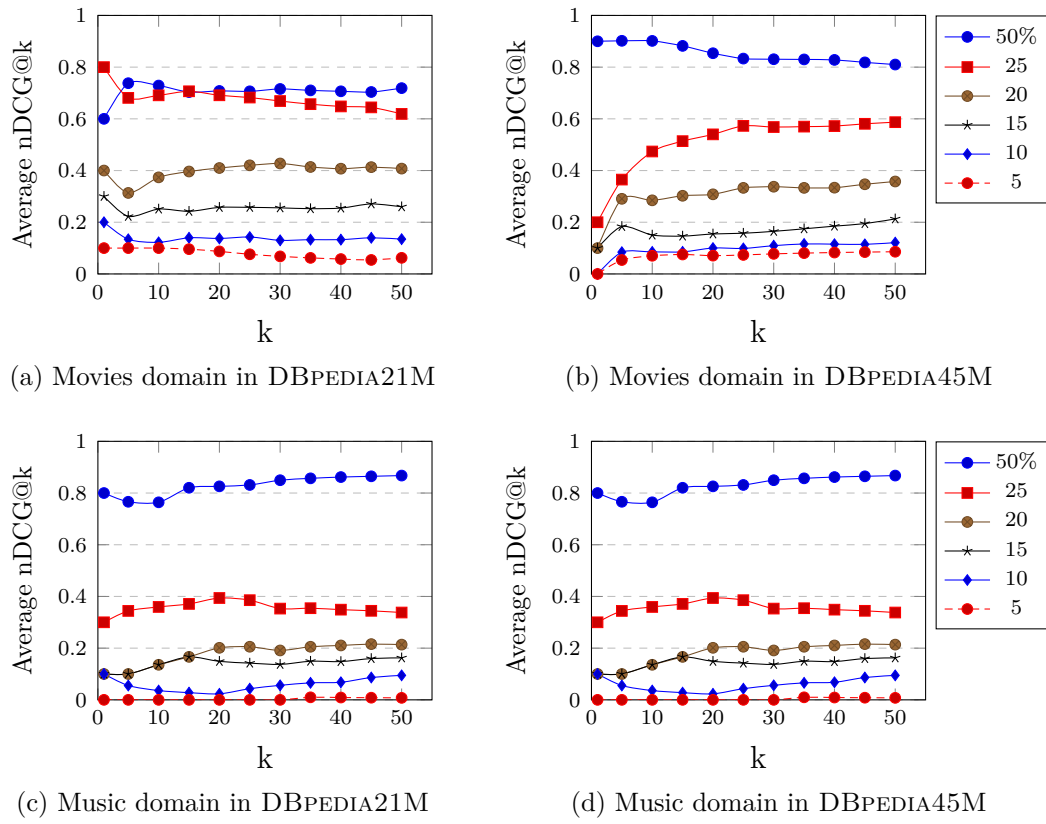 1
0.8
0.6
0.4
0.2
0
0 10 20 30 40 50
Average nDCG@k
k
(a) Movies domain in DBPEDIA21M
1
0.8
0.6
0.4
0.2
0
0 10 20 30 40 50
Average nDCG@k
k
(b) Movies domain in DBPEDIA45M
50%
25
20
15
10
5
1
0.8
0.6
0.4
0.2
0
0 10 20 30 40 50
Average nDCG@k
k
(c) Music domain in DBPEDIA21M
1
0.8
0.6
0.4
0.2
0
0 10 20 30 40 50
Average nDCG@k
k
(d) Music domain in DBPEDIA45M
50%
25
20
15
10
5